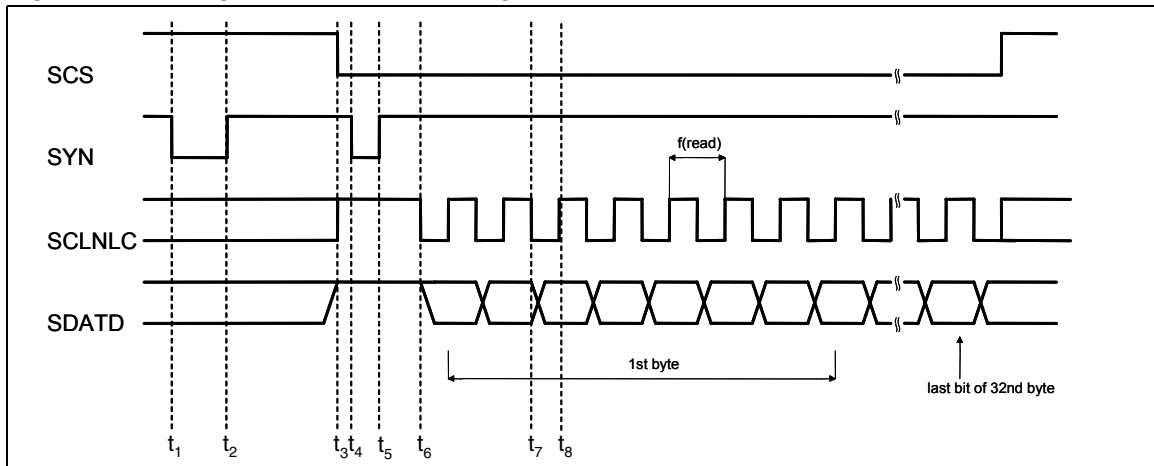 SCS
SYN
f(read)
SCLNLC
SDATD
1st byte
last bit of 32nd byte
t1 t2 t3 t4 t5 t6 t7 t8